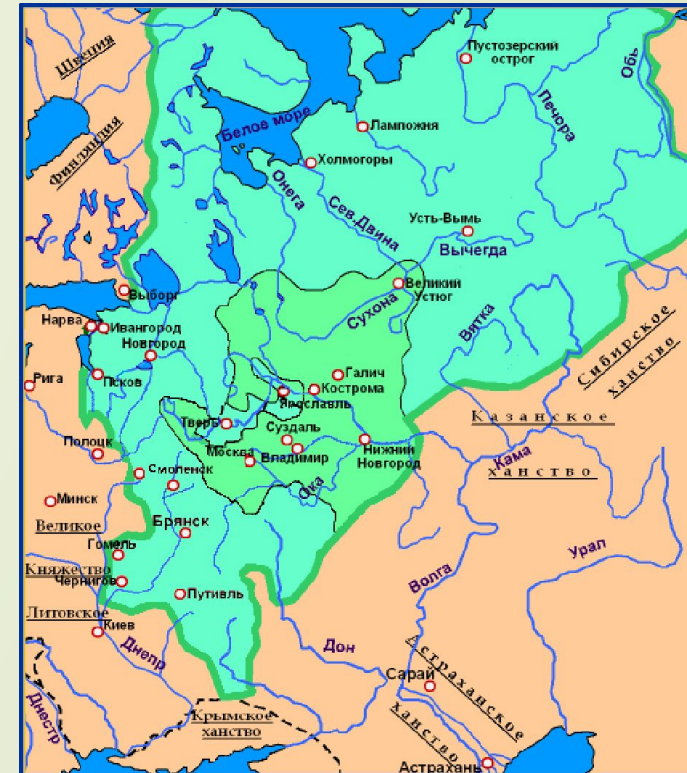 Швеция
Финляндия
Белое море
Пустозерский
острог
Обь
Печора
Лампожня
Холмогоры
Онега
Сев.Двина
Усть-Вымь
Вычегда
Великий
Устюг
Сухона
Вятка
Выборг
Нарва
Ивангород
Новгород
Псков
Рига
Галич
Кострома
Ярославль
Тверь
Суздаль
Москва
Владимир
Нижний
Новгород
Ока
Сибирское
ханство
Казанское
ханство
Кама
Полоцк
Смоленск
Минск
Великое
Брянск
Гомель
Княжество
Чернигов
Литовское
Путивль
Киев
Днепр
Днестр
Дон
Волга
Урал
Сарай
Астраханское
ханство
Крымское
ханство
Астрахань